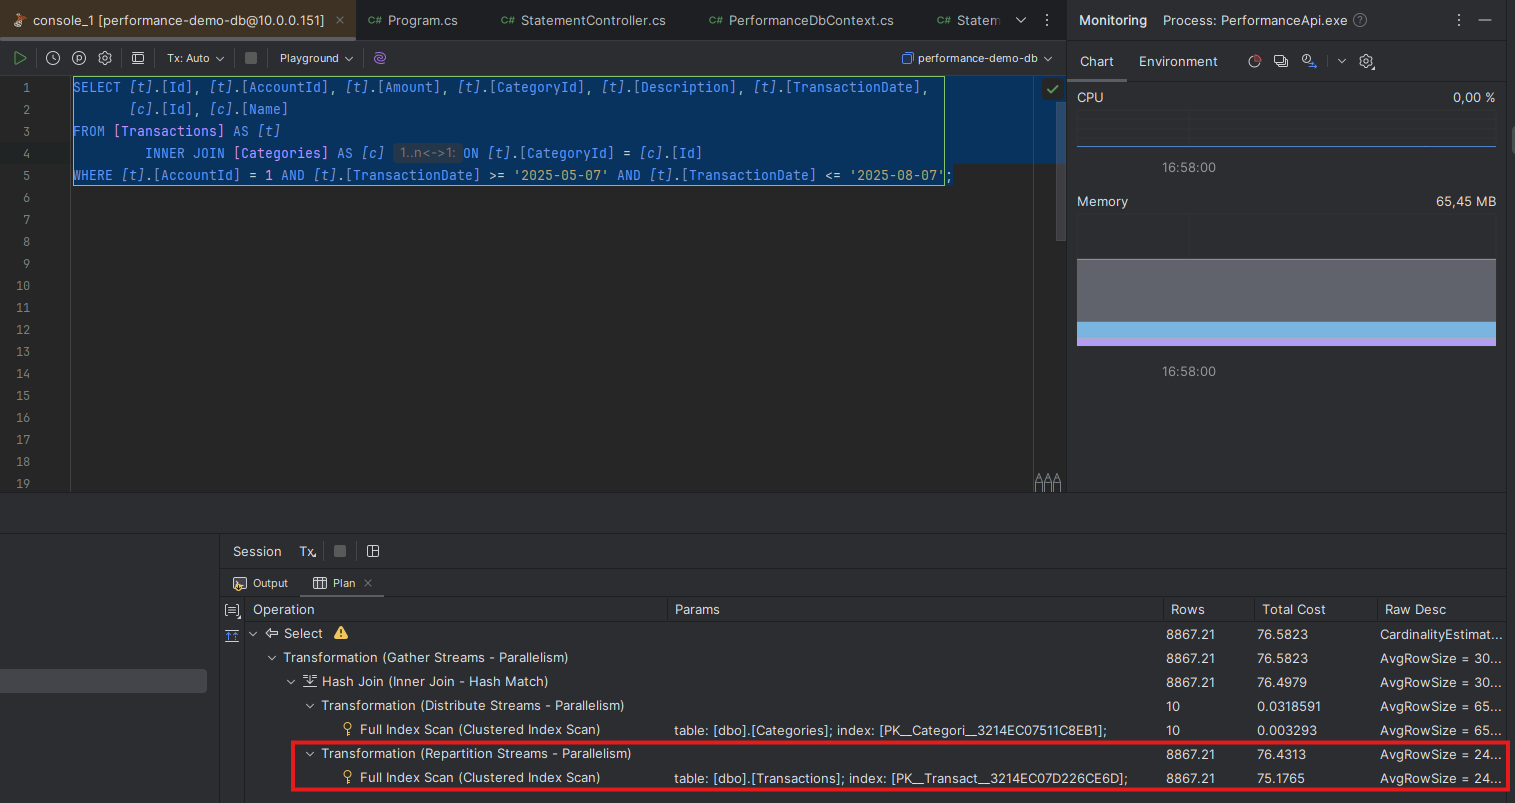 console_1 [performance-demo-db@10.0.0.151]
C# Program.cs
C# StatementController.cs
C# PerformanceDbContext.cs
C# Statem
Monitoring Process: PerformanceApi.exe
Tx: Auto
Playground
performance-demo-db
Chart
Environment
1 SELECT [t].[Id], [t].[AccountId], [t].[Amount], [t].[CategoryId], [t].[Description], [t].[TransactionDate],
2 [c].[Id], [c].[Name]
3 FROM [Transactions] AS [t]
4 INNER JOIN [Categories] AS [c] 1..n<->1: ON [t].[CategoryId] = [c].[Id]
5 WHERE [t].[AccountId] = 1 AND [t].[TransactionDate] >= '2025-05-07' AND [t].[TransactionDate] <= '2025-08-07';
6
7
8
9
10
11
12
13
14
15
16
17
18
19
CPU 0,00 %
16:58:00
Memory 65,45 MB
16:58:00
Session Tx
Output
Plan
Operation Params Rows Total Cost Raw Desc
Select 8867.21 76.5823 CardinalityEstimat...
Transformation (Gather Streams - Parallelism) 8867.21 76.5823 AvgRowSize = 30...
Hash Join (Inner Join - Hash Match) 8867.21 76.4979 AvgRowSize = 30...
Transformation (Distribute Streams - Parallelism) 10 0.0318591 AvgRowSize = 65...
Full Index Scan (Clustered Index Scan) table: [dbo].[Categories]; index: [PK__Categori__3214EC07511C8EB1]; 10 0.003293 AvgRowSize = 65...
Transformation (Repartition Streams - Parallelism) 8867.21 76.4313 AvgRowSize = 24...
Full Index Scan (Clustered Index Scan) table: [dbo].[Transactions]; index: [PK__Transact__3214EC07D226CE6D]; 8867.21 75.1765 AvgRowSize = 24...